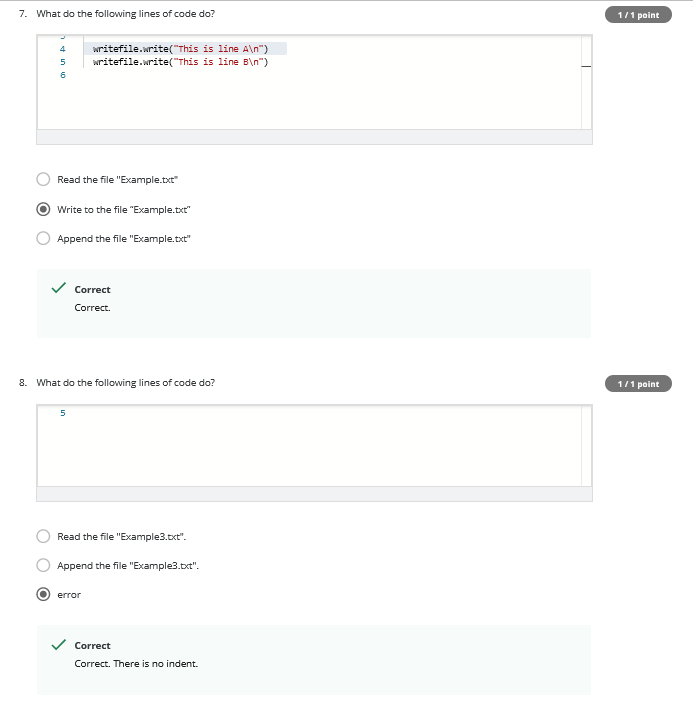 7. What do the following lines of code do?
1 / 1 point
4 writefile.write("This is line A\n")
5 writefile.write("This is line B\n")
6
Read the file "Example.txt"
Write to the file “Example.txt”
Append the file "Example.txt"
Correct
Correct.
8. What do the following lines of code do?
1 / 1 point
5
Read the file "Example3.txt".
Append the file "Example3.txt".
error
Correct
Correct. There is no indent.